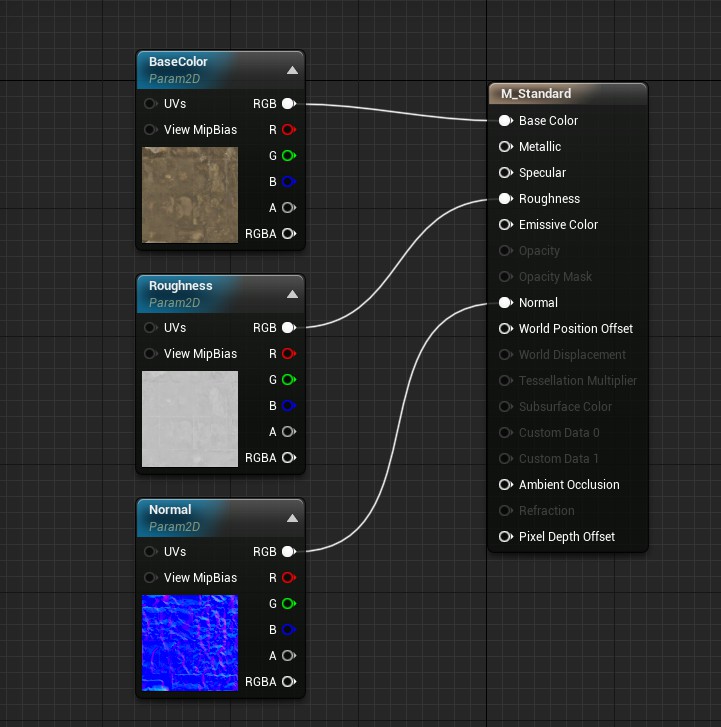 BaseColor
Param2D
UVs RGB
View MipBias R
G
B
A
RGBA
Roughness
Param2D
UVs RGB
View MipBias R
G
B
A
RGBA
Normal
Param2D
UVs RGB
View MipBias R
G
B
A
RGBA
M_Standard
Base Color
Metallic
Specular
Roughness
Emissive Color
Opacity
Opacity Mask
Normal
World Position Offset
World Displacement
Tessellation Multiplier
Subsurface Color
Custom Data 0
Custom Data 1
Ambient Occlusion
Refraction
Pixel Depth Offset